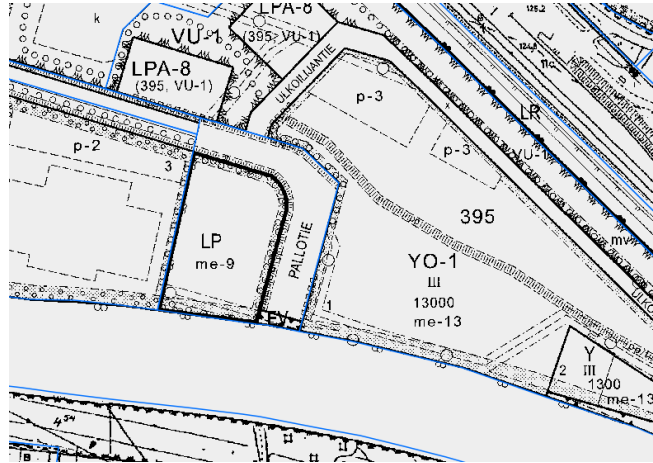 LPA-8
(395, VU-1)
125.2
k
VU-1
LPA-8
(395, VU-1)
ULKOILIJANTIE
p-3
LR
VU-1
p-2
3
p-3
395
mv
LP
me-9
PALLOTIE
YO-1
III
13000
me-13
1
EV
Y
III
1300
me-13
2
B